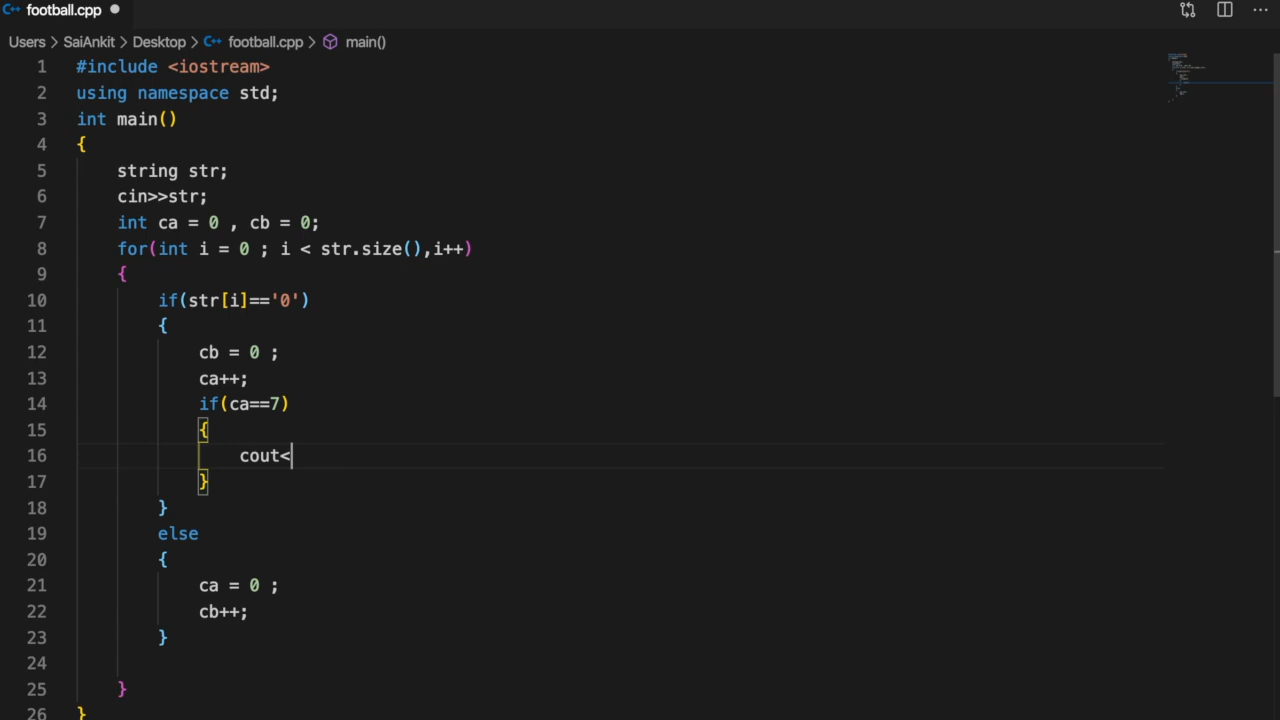 C++ football.cpp
Users > SaiAnkit > Desktop > C++ football.cpp > main()
1 #include <iostream>
2 using namespace std;
3 int main()
4 {
5 string str;
6 cin>>str;
7 int ca = 0 , cb = 0;
8 for(int i = 0 ; i < str.size(),i++)
9 {
10 if(str[i]=='0')
11 {
12 cb = 0 ;
13 ca++;
14 if(ca==7)
15 {
16 cout<
17 }
18 }
19 else
20 {
21 ca = 0 ;
22 cb++;
23 }
24
25 }
26 }